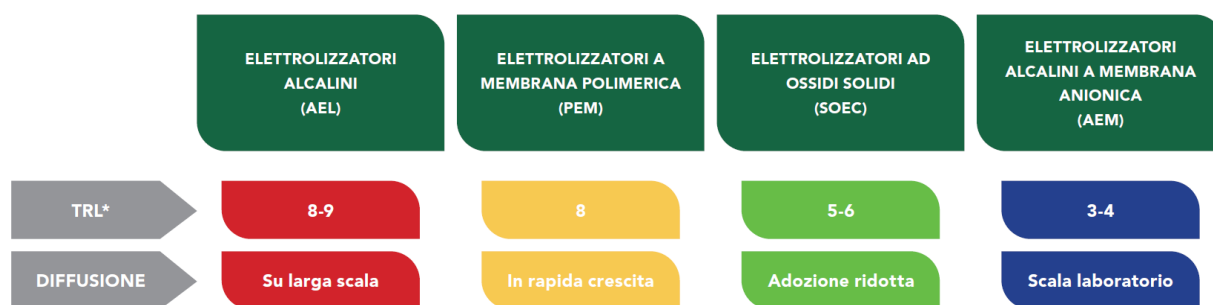 ELETTROLIZZATORI
ALCALINI
(AEL)
ELETTROLIZZATORI A
MEMBRANA POLIMERICA
(PEM)
ELETTROLIZZATORI AD
OSSIDI SOLIDI
(SOEC)
ELETTROLIZZATORI
ALCALINI A MEMBRANA
ANIONICA
(AEM)
TRL* 8-9 8 5-6 3-4
DIFFUSIONE Su larga scala In rapida crescita Adozione ridotta Scala laboratorio